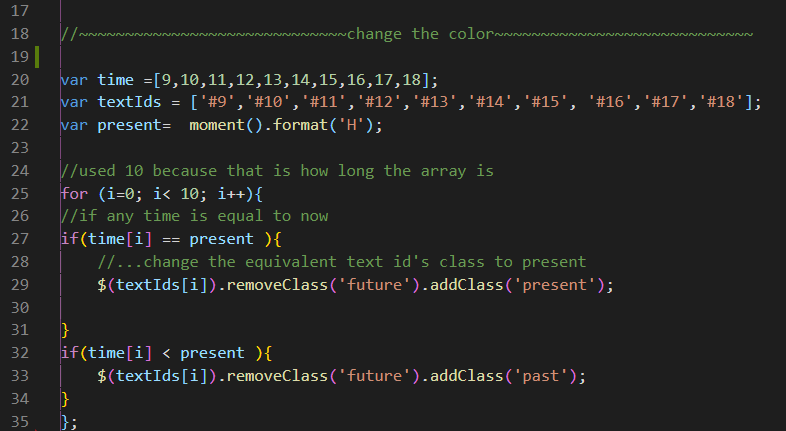 17
18 //~~~~~~~~~~~~~~~~~~~~~~~~~~~~~change the color~~~~~~~~~~~~~~~~~~~~~~~~~~~~
19
20 var time =[9,10,11,12,13,14,15,16,17,18];
21 var textIds = ['#9','#10','#11','#12','#13','#14','#15', '#16','#17','#18'];
22 var present=  moment().format('H');
23
24 //used 10 because that is how long the array is
25 for (i=0; i< 10; i++){
26 //if any time is equal to now
27 if(time[i] == present ){
28     //...change the equivalent text id's class to present
29     $(textIds[i]).removeClass('future').addClass('present');
30
31 }
32 if(time[i] < present ){
33     $(textIds[i]).removeClass('future').addClass('past');
34 }
35 };